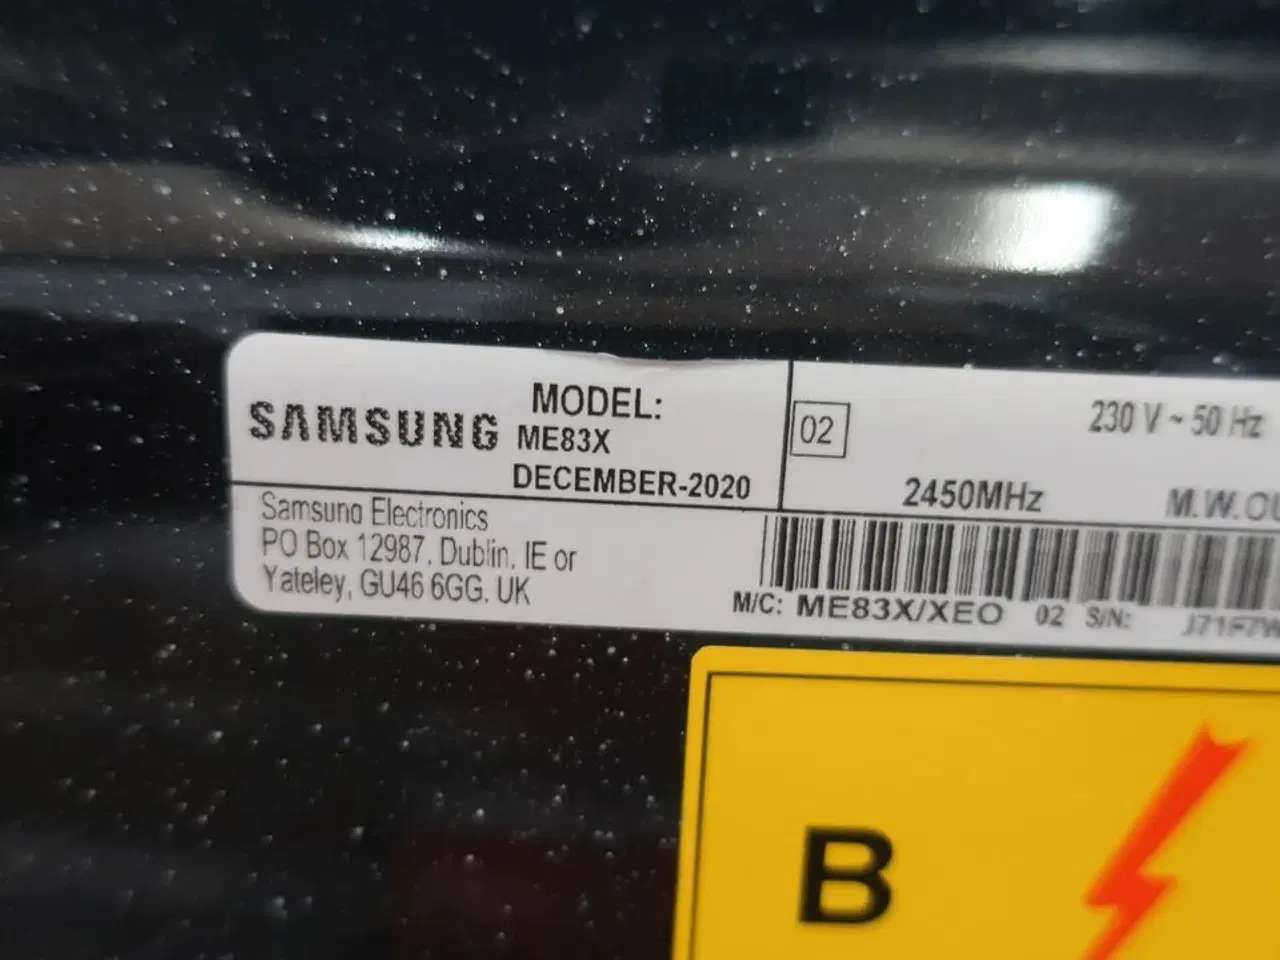 SAMSUNG
MODEL:
ME83X
DECEMBER-2020
02
230 V ~ 50 Hz
2450MHz
Samsung Electronics
PO Box 12987, Dublin. IE or
Yateley, GU46 6GG. UK
M/C: ME83X/XEO 02 S/N:
B